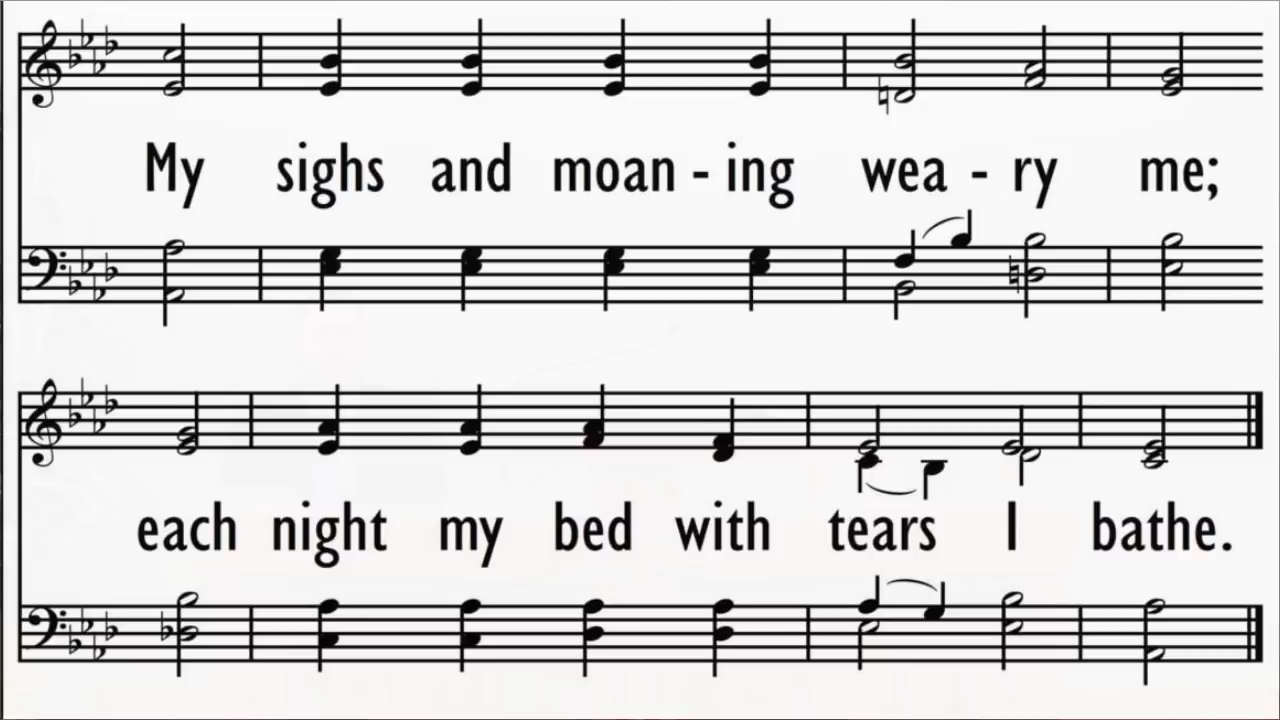 My sighs and moan - ing wea - ry me;
each night my bed with tears I bathe.